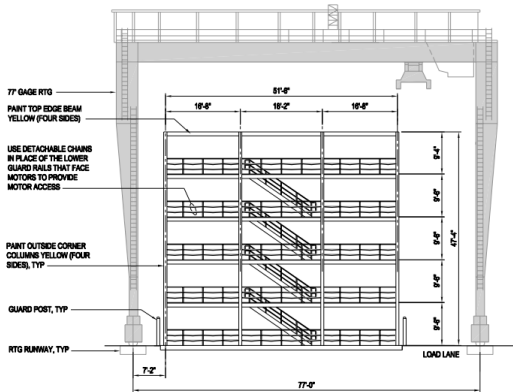 77' GAGE RTG
PAINT TOP EDGE BEAM
YELLOW (FOUR SIDES)
USE DETACHABLE CHAINS
IN PLACE OF THE LOWER
GUARD RAILS THAT FACE
MOTORS TO PROVIDE
MOTOR ACCESS
PAINT OUTSIDE CORNER
COLUMNS YELLOW (FOUR
SIDES), TYP
GUARD POST, TYP
RTG RUNWAY, TYP
51'-6"
16'-8"
18'-2"
16'-8"
9'-4"
9'-6"
9'-6"
9'-6"
9'-6"
47'-4"
LOAD LANE
7'-2"
77'-0"